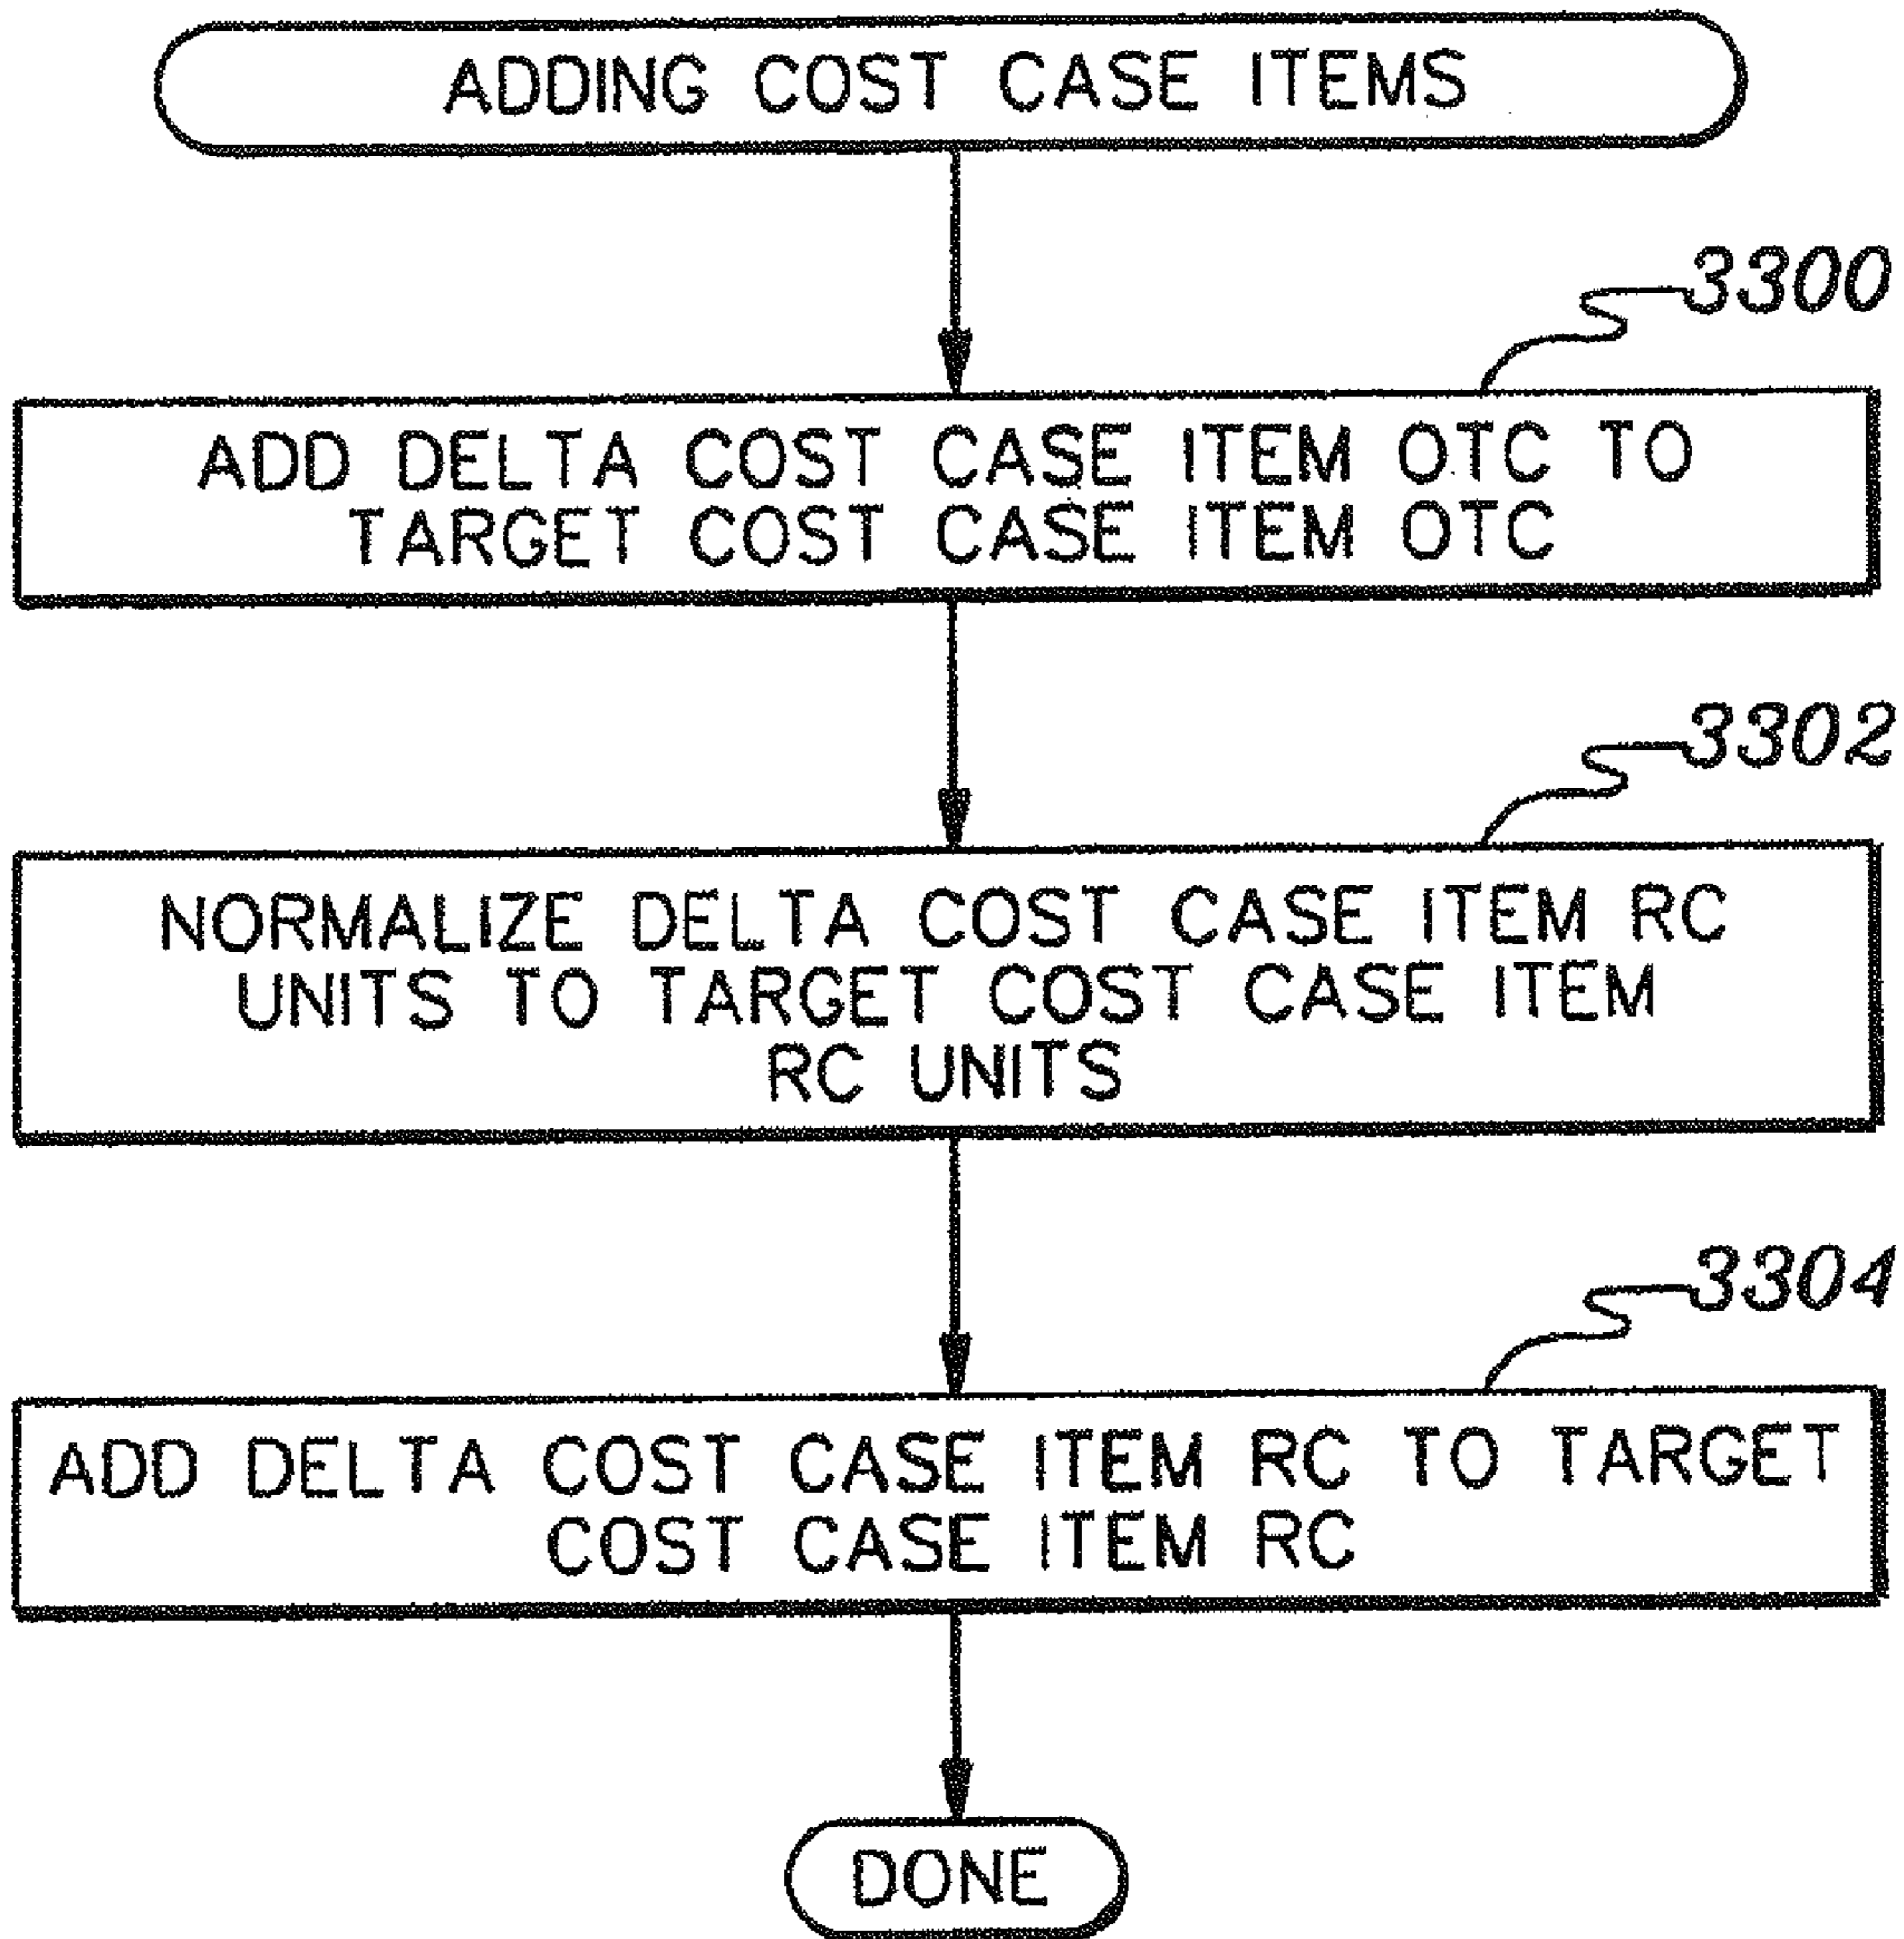 ADDING COST CASE ITEMS
3300
ADD DELTA COST CASE ITEM OTC TO
TARGET COST CASE ITEM OTC
3302
NORMALIZE DELTA COST CASE ITEM RC
UNITS TO TARGET COST CASE ITEM
RC UNITS
3304
ADD DELTA COST CASE ITEM RC TO TARGET
COST CASE ITEM RC
DONE